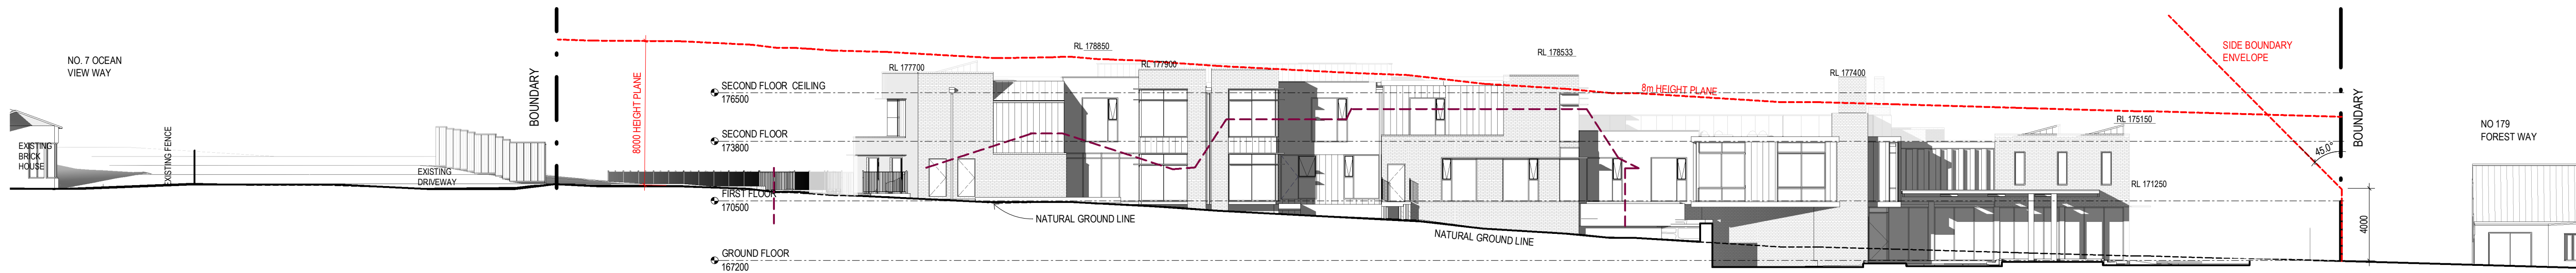 NO. 7 OCEAN
VIEW WAY
EXISTING
BRICK
HOUSE
EXISTING FENCE
EXISTING
DRIVEWAY
BOUNDARY
8000 HEIGHT PLANE
SECOND FLOOR CEILING
176500
SECOND FLOOR
173800
FIRST FLOOR
170500
GROUND FLOOR
167200
RL 177700
RL 178850
RL 177900
NATURAL GROUND LINE
NATURAL GROUND LINE
RL 178533
8m HEIGHT PLANE
RL 177400
RL 175150
RL 171250
SIDE BOUNDARY
ENVELOPE
45.0°
BOUNDARY
4000
NO 179
FOREST WAY